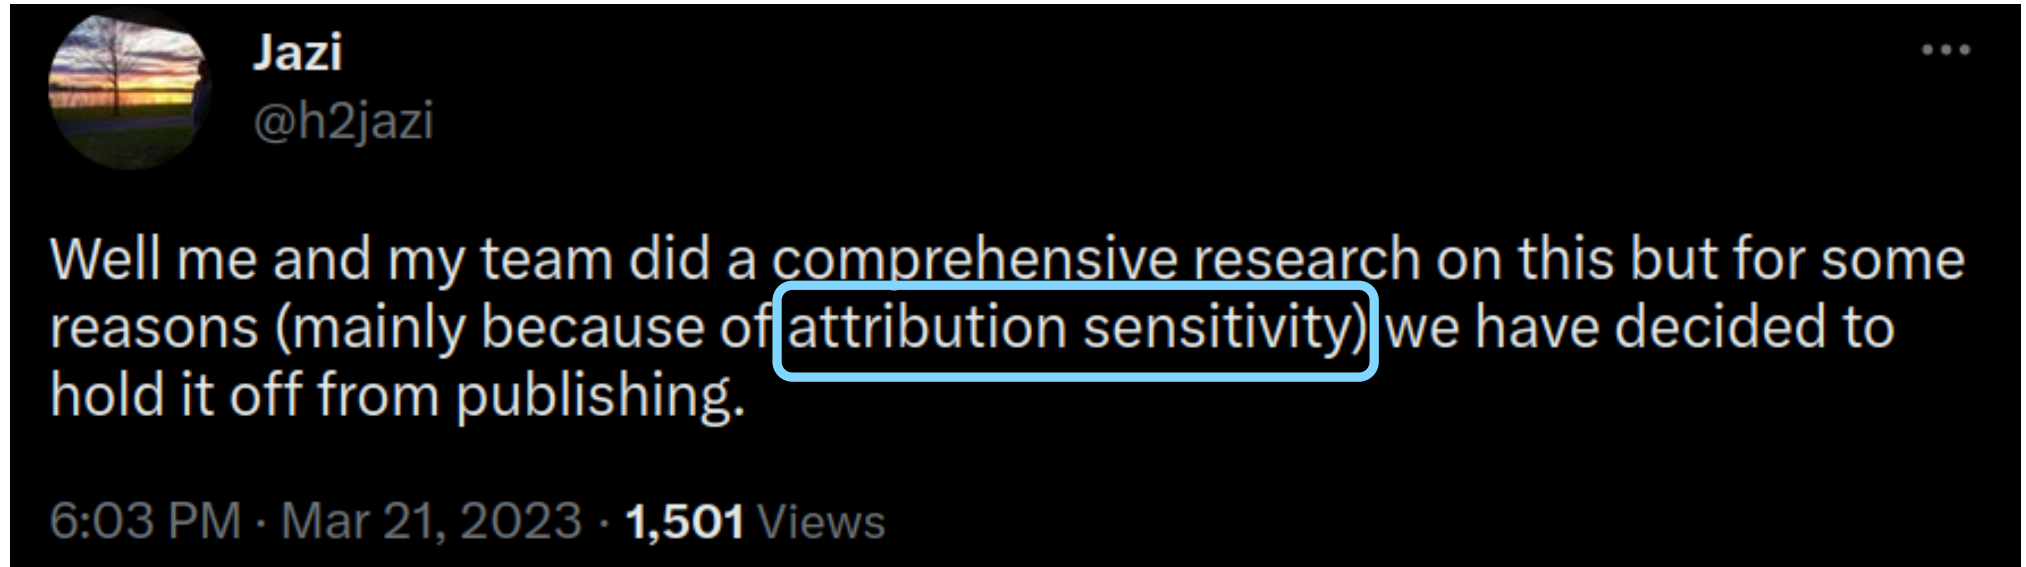 Jazi
@h2jazi
Well me and my team did a comprehensive research on this but for some
reasons (mainly because of attribution sensitivity) we have decided to
hold it off from publishing.
6:03 PM · Mar 21, 2023 · 1,501 Views